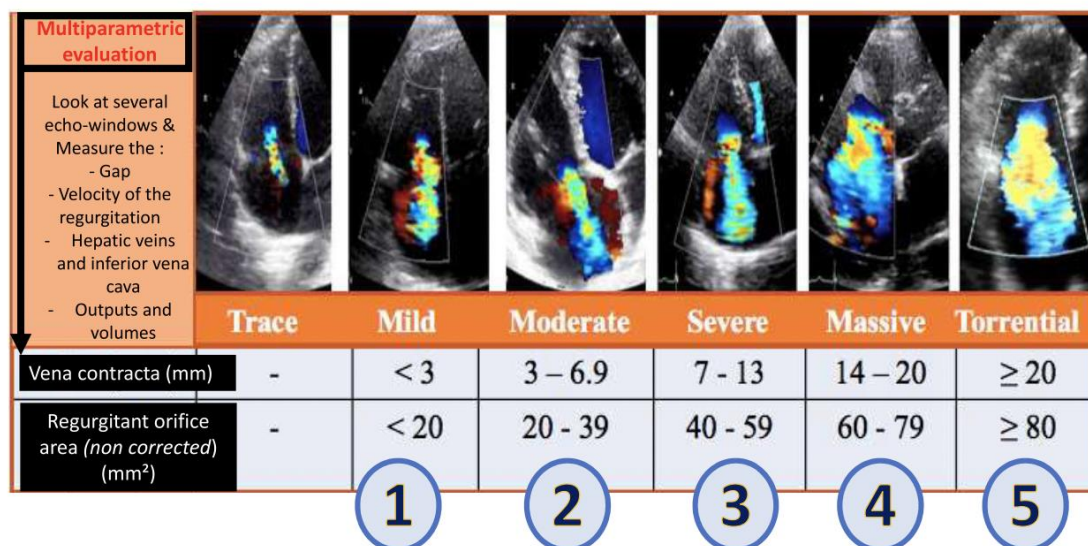 Multiparametric
evaluation
Look at several
echo-windows &
Measure the :
- Gap
- Velocity of the
regurgitation
- Hepatic veins
and inferior vena
cava
- Outputs and
volumes
Trace Mild Moderate Severe Massive Torrential
Vena contracta (mm) - < 3 3 – 6.9 7 - 13 14 – 20 ≥ 20
Regurgitant orifice
area (non corrected)
(mm²)
- < 20 20 - 39 40 - 59 60 - 79 ≥ 80
1 2 3 4 5